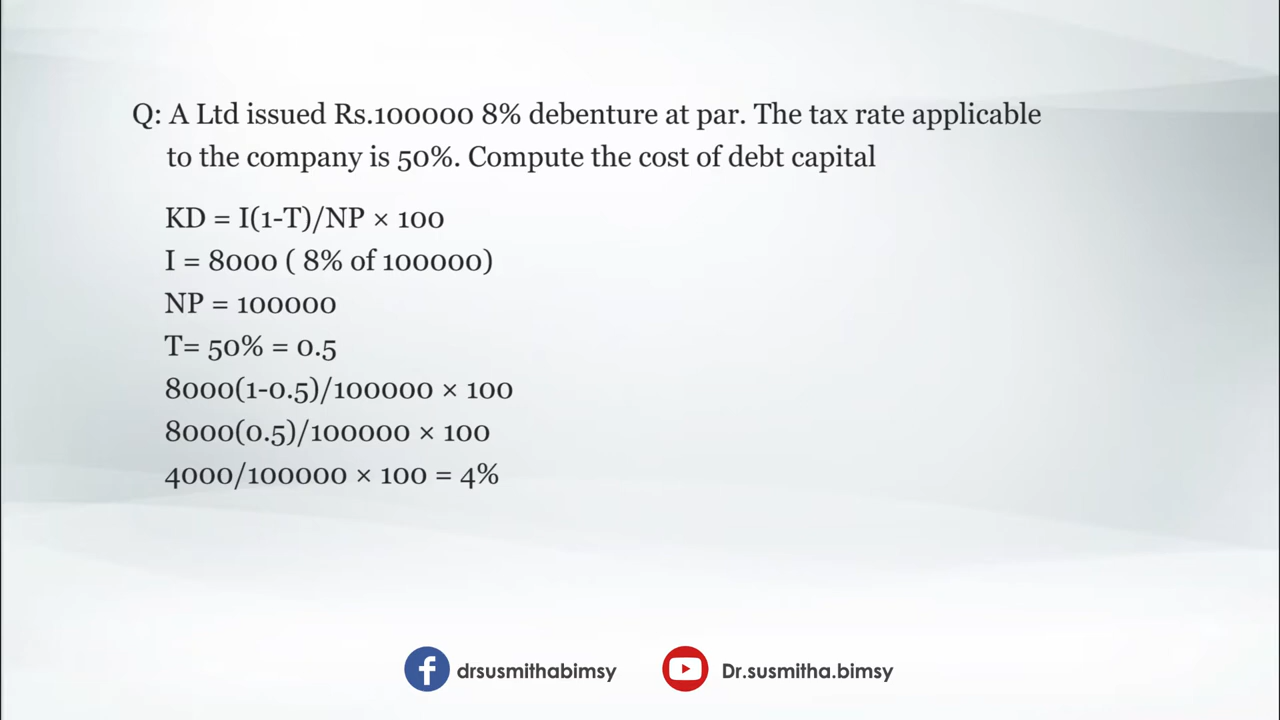 Q: A Ltd issued Rs.100000 8% debenture at par. The tax rate applicable
to the company is 50%. Compute the cost of debt capital
KD = I(1-T)/NP × 100
I = 8000 ( 8% of 100000)
NP = 100000
T= 50% = 0.5
8000(1-0.5)/100000 × 100
8000(0.5)/100000 × 100
4000/100000 × 100 = 4%
drsusmithabimsy
Dr.susmitha.bimsy